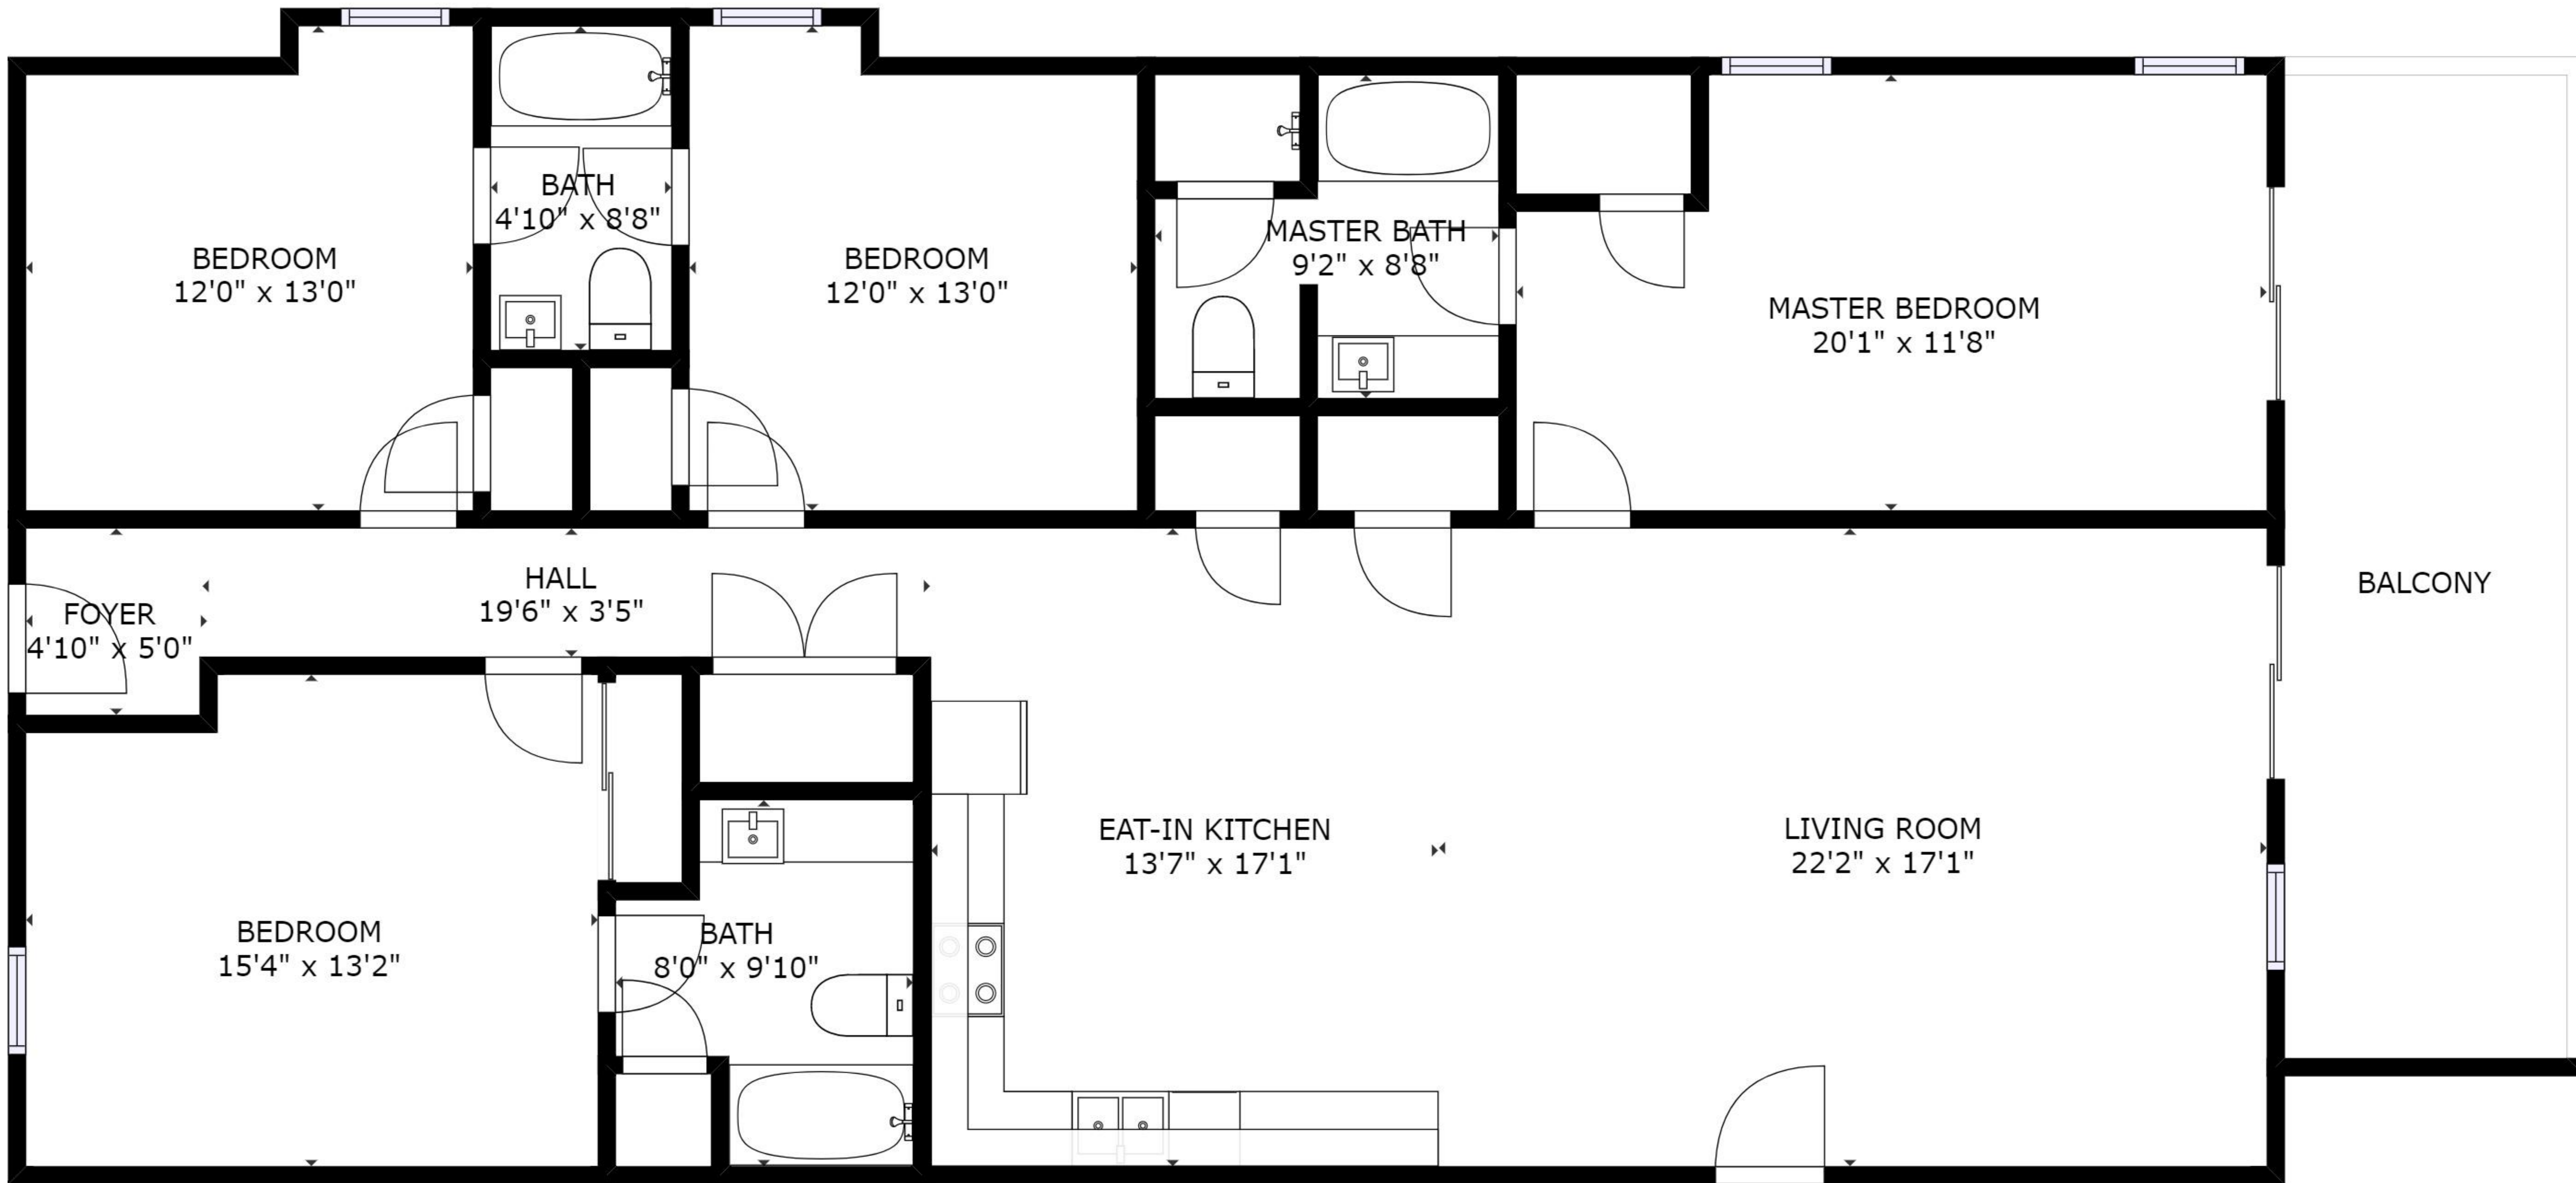 BATH
4'10" x 8'8"
BEDROOM
12'0" x 13'0"
BEDROOM
12'0" x 13'0"
MASTER BATH
9'2" x 8'8"
MASTER BEDROOM
20'1" x 11'8"
HALL
19'6" x 3'5"
FOYER
4'10" x 5'0"
BALCONY
EAT-IN KITCHEN
13'7" x 17'1"
LIVING ROOM
22'2" x 17'1"
BEDROOM
15'4" x 13'2"
BATH
8'0" x 9'10"